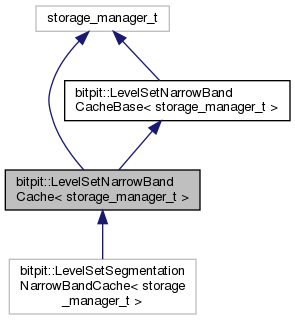 storage_manager_t
bitpit::LevelSetNarrowBand
CacheBase< storage_manager_t >
bitpit::LevelSetNarrowBand
Cache< storage_manager_t >
bitpit::LevelSetSegmentation
NarrowBandCache< storage
_manager_t >